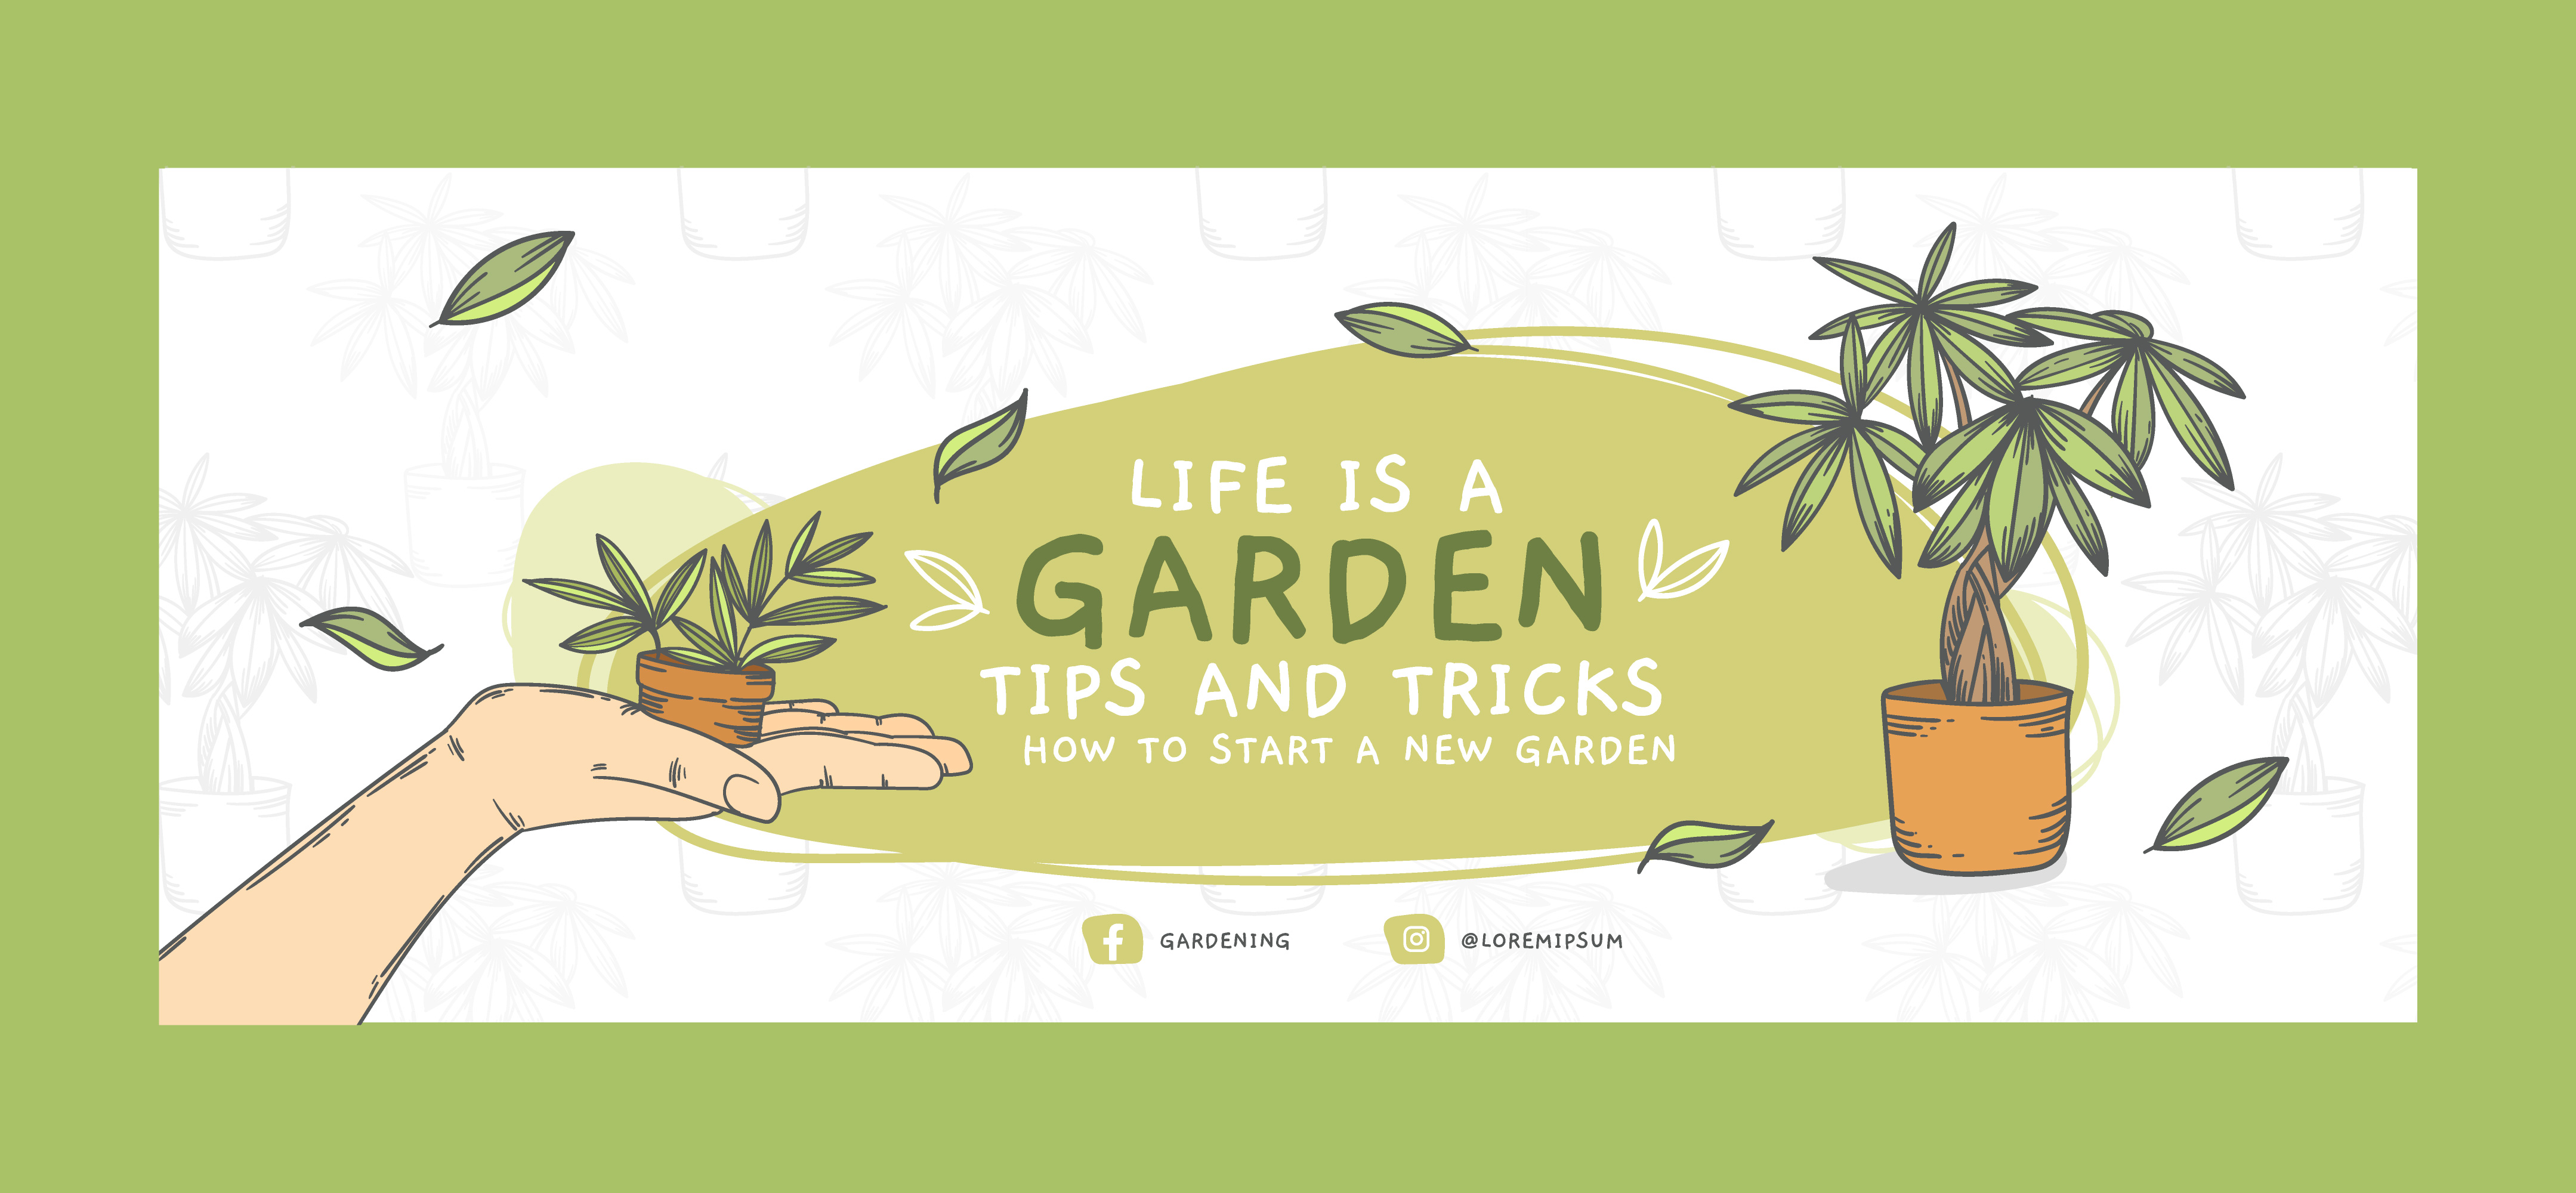 LIFE IS A
GARDEN
TIPS AND TRICKS
HOW TO START A NEW GARDEN
GARDENING
@LOREMIPSUM